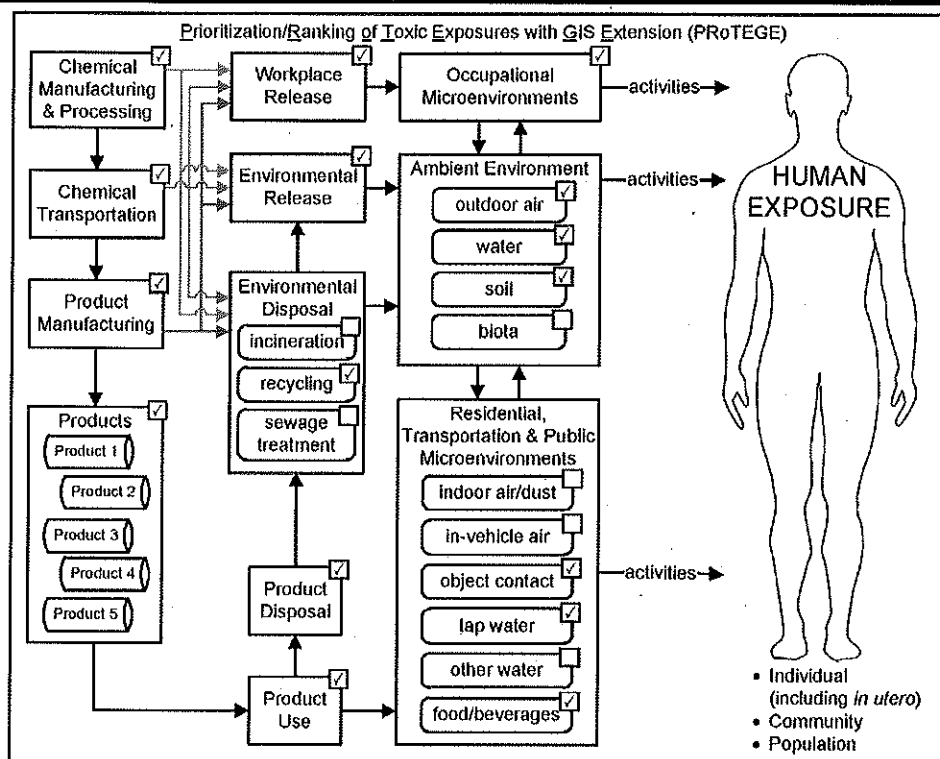 Prioritization/Ranking of Toxic Exposures with GIS Extension (PRoTEGE)
Chemical
Manufacturing
& Processing
Chemical
Transportation
Product
Manufacturing
Products
Product 1
Product 2
Product 3
Product 4
Product 5
Workplace
Release
Environmental
Release
Environmental
Disposal
incineration
recycling
sewage
treatment
Product
Disposal
Product
Use
Occupational
Microenvironments
Ambient Environment
outdoor air
water
soil
biota
Residential,
Transportation & Public
Microenvironments
indoor air/dust
in-vehicle air
object contact
tap water
other water
food/beverages
activities
activities
activities
HUMAN
EXPOSURE
• Individual
(including in utero)
• Community
• Population